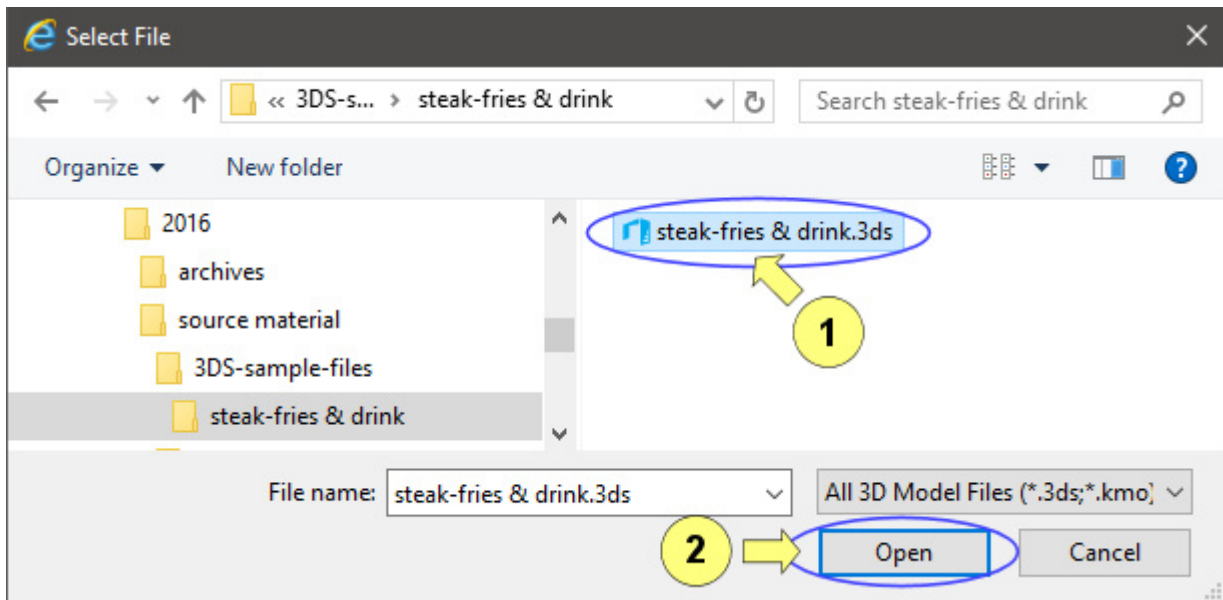 Select File
« 3DS-s... › steak-fries & drink
Search steak-fries & drink
Organize
New folder
?
2016
archives
source material
3DS-sample-files
steak-fries & drink
steak-fries & drink.3ds
1
File name:
steak-fries & drink.3ds
All 3D Model Files (*.3ds;*.kmo)
2
Open
Cancel